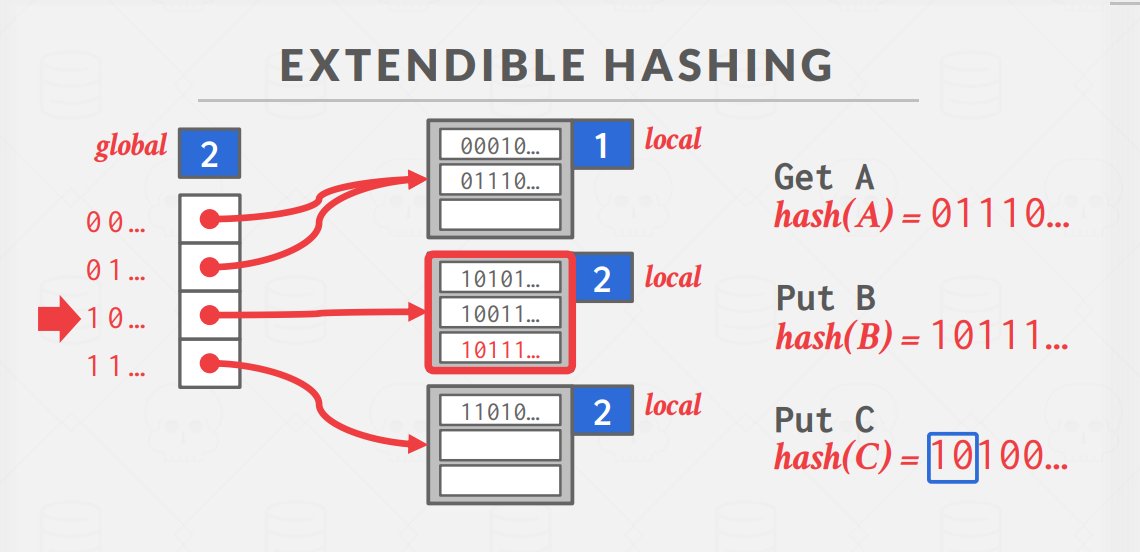 EXTENDIBLE HASHING
global 2
00…
01…
10…
11…
1 local
00010…
01110…
2 local
10101…
10011…
10111…
2 local
11010…
Get A
hash(A) = 01110…
Put B
hash(B) = 10111…
Put C
hash(C) = 10100…